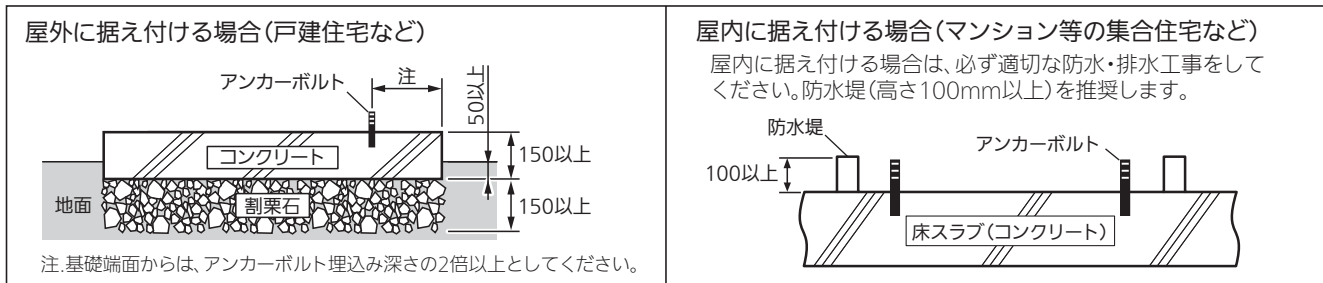 屋外に据え付ける場合(戸建住宅など)
アンカーボルト
注
50以上
コンクリート
150以上
地面
割栗石
150以上
注.基礎端面からは、アンカーボルト埋込み深さの2倍以上としてください。
屋内に据え付ける場合(マンション等の集合住宅など)
屋内に据え付ける場合は、必ず適切な防水・排水工事をして
ください。防水堤(高さ100mm以上)を推奨します。
防水堤
アンカーボルト
100以上
床スラブ(コンクリート)